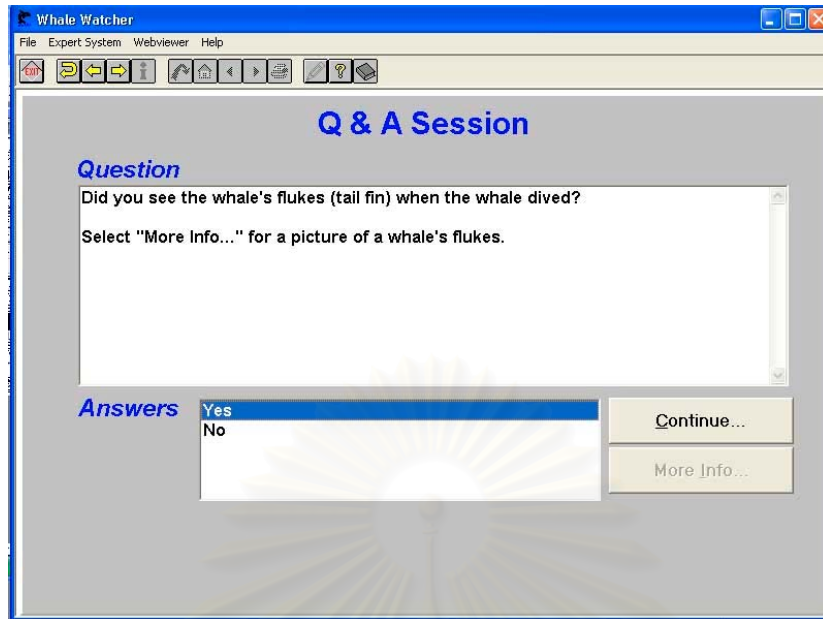 Whale Watcher
File Expert System Webviewer Help
EXIT
Q & A Session
Question
Did you see the whale's flukes (tail fin) when the whale dived?
Select "More Info..." for a picture of a whale's flukes.
Answers
Yes
No
Continue...
More Info...